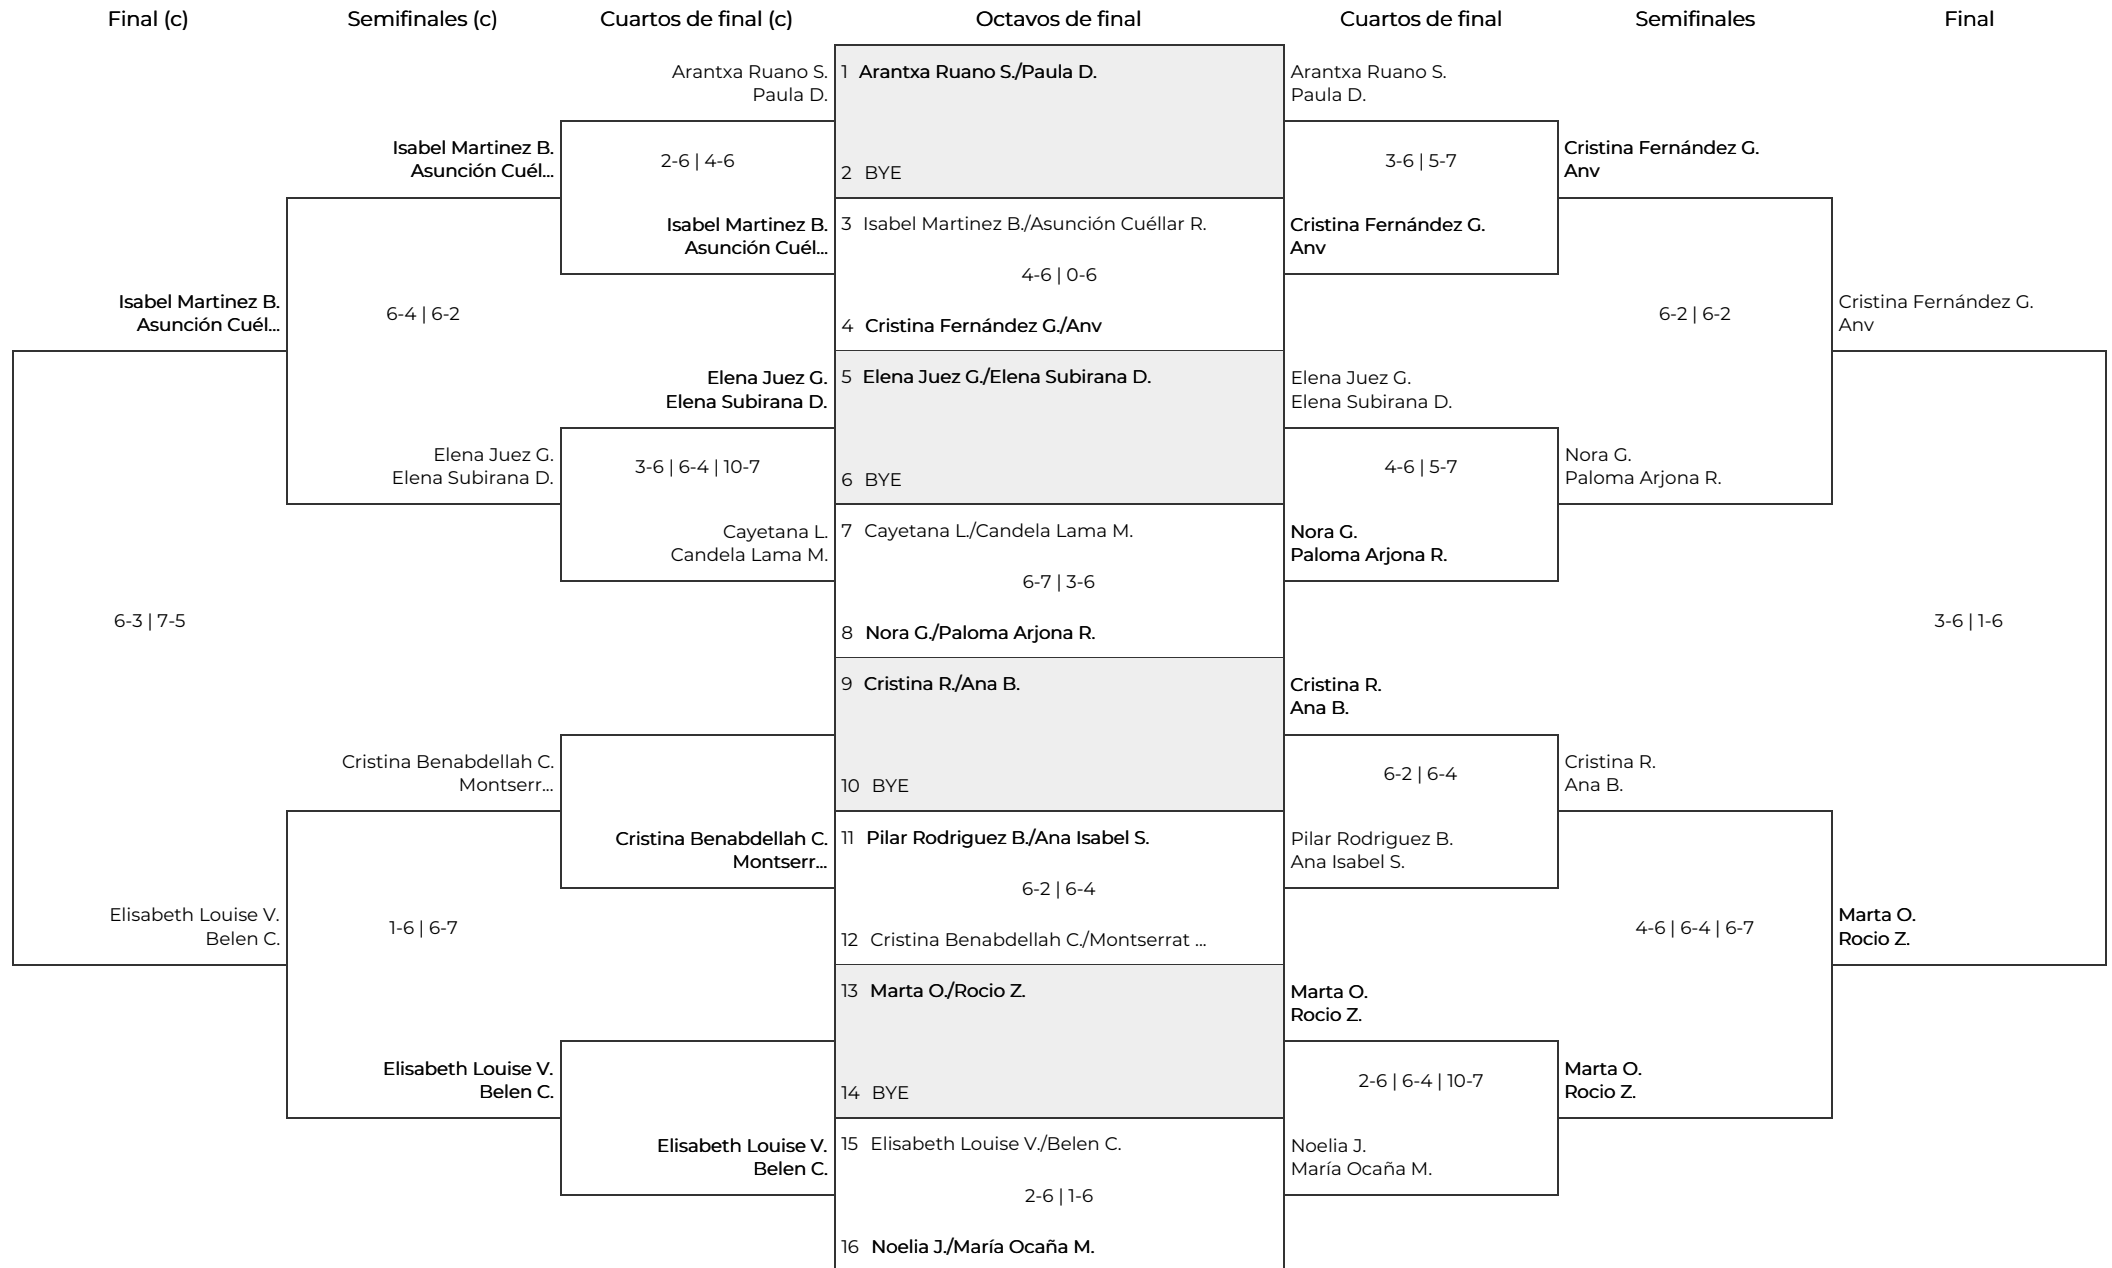 Final (c)
Semifinales (c)
Cuartos de final (c)
Octavos de final
Cuartos de final
Semifinales
Final
Isabel Martinez B.
Asunción Cuél...
6-3 | 7-5
Elisabeth Louise V.
Belen C.
Isabel Martinez B.
Asunción Cuél...
6-4 | 6-2
Elena Juez G.
Elena Subirana D.
Cristina Benabdellah C.
Montserr...
1-6 | 6-7
Elisabeth Louise V.
Belen C.
Arantxa Ruano S.
Paula D.
2-6 | 4-6
Isabel Martinez B.
Asunción Cuél...
Elena Juez G.
Elena Subirana D.
3-6 | 6-4 | 10-7
Cayetana L.
Candela Lama M.
Cristina Benabdellah C.
Montserr...
Elisabeth Louise V.
Belen C.
1 Arantxa Ruano S./Paula D.
2 BYE
3 Isabel Martinez B./Asunción Cuéllar R.
4-6 | 0-6
4 Cristina Fernández G./Anv
5 Elena Juez G./Elena Subirana D.
6 BYE
7 Cayetana L./Candela Lama M.
6-7 | 3-6
8 Nora G./Paloma Arjona R.
9 Cristina R./Ana B.
10 BYE
11 Pilar Rodriguez B./Ana Isabel S.
6-2 | 6-4
12 Cristina Benabdellah C./Montserrat ...
13 Marta O./Rocio Z.
14 BYE
15 Elisabeth Louise V./Belen C.
2-6 | 1-6
16 Noelia J./María Ocaña M.
Arantxa Ruano S.
Paula D.
3-6 | 5-7
Cristina Fernández G.
Anv
Elena Juez G.
Elena Subirana D.
4-6 | 5-7
Nora G.
Paloma Arjona R.
Cristina R.
Ana B.
6-2 | 6-4
Pilar Rodriguez B.
Ana Isabel S.
Marta O.
Rocio Z.
2-6 | 6-4 | 10-7
Noelia J.
María Ocaña M.
Cristina Fernández G.
Anv
6-2 | 6-2
Nora G.
Paloma Arjona R.
Cristina R.
Ana B.
4-6 | 6-4 | 6-7
Marta O.
Rocio Z.
Cristina Fernández G.
Anv
3-6 | 1-6
Marta O.
Rocio Z.